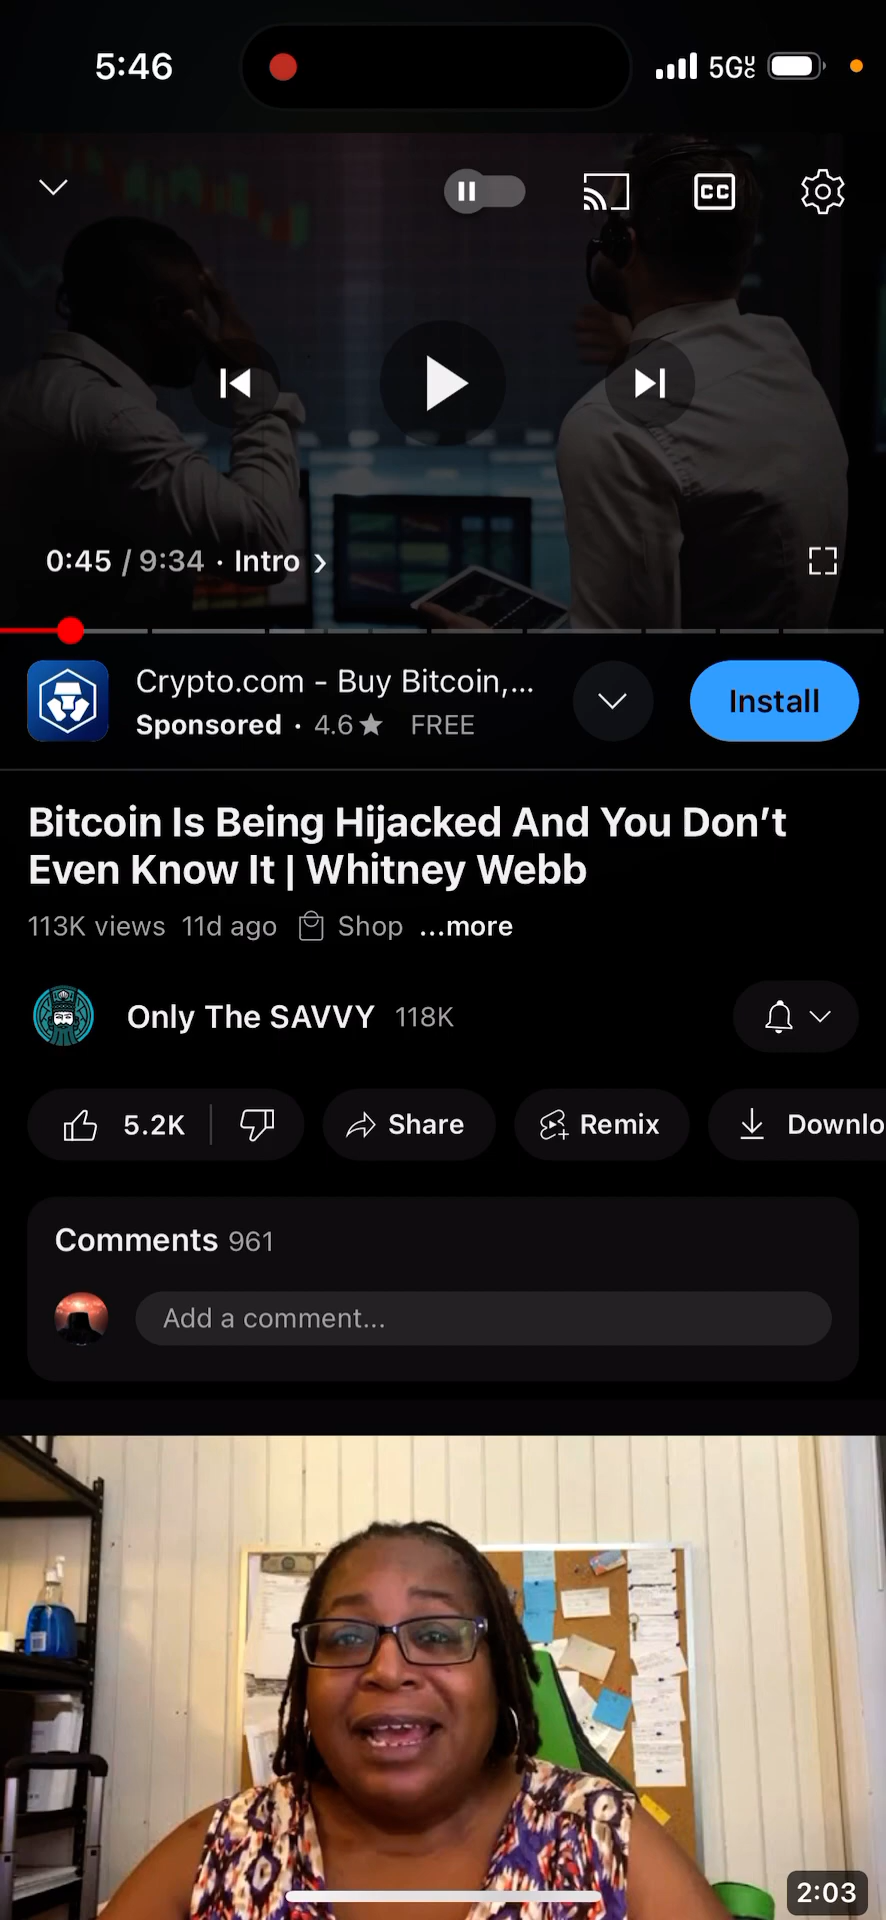 5:46
5GUC
CC
0:45 / 9:34 · Intro ›
Crypto.com - Buy Bitcoin,...
Sponsored · 4.6★ FREE
Install
Bitcoin Is Being Hijacked And You Don’t
Even Know It | Whitney Webb
113K views 11d ago Shop ...more
Only The SAVVY 118K
5.2K
Share
Remix
Downlo
Comments 961
Add a comment...
2:03